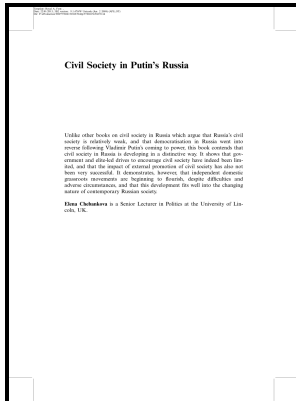 Civil Society in Putin's Russia
Unlike other books on civil society in Russia which argue that Russia's civil
society is relatively weak, and that democratisation in Russia went into
reverse following Vladimir Putin's coming to power, this book contends that
civil society in Russia is developing in a distinctive way. It shows that gov-
ernment and elite-led drives to encourage civil society have indeed been lim-
ited, and that the impact of external promotion of civil society has also not
been very successful. It demonstrates, however, that independent domestic
grassroots movements are beginning to flourish, despite difficulties and
adverse circumstances, and that this development fits well into the changing
nature of contemporary Russian society.
Elena Chebankova is a Senior Lecturer in Politics at the University of Lin-
coln, UK.